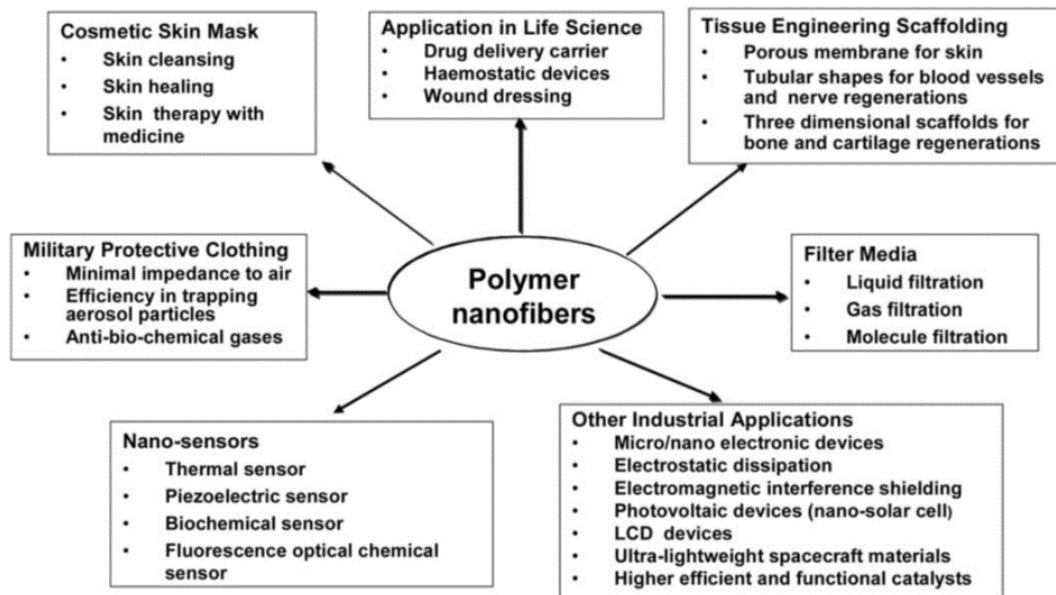 Cosmetic Skin Mask
• Skin cleansing
• Skin healing
• Skin therapy with
medicine
Application in Life Science
• Drug delivery carrier
• Haemostatic devices
• Wound dressing
Tissue Engineering Scaffolding
• Porous membrane for skin
• Tubular shapes for blood vessels
and nerve regenerations
• Three dimensional scaffolds for
bone and cartilage regenerations
Military Protective Clothing
• Minimal impedance to air
• Efficiency in trapping
aerosol particles
• Anti-bio-chemical gases
Polymer
nanofibers
Filter Media
• Liquid filtration
• Gas filtration
• Molecule filtration
Nano-sensors
• Thermal sensor
• Piezoelectric sensor
• Biochemical sensor
• Fluorescence optical chemical
sensor
Other Industrial Applications
• Micro/nano electronic devices
• Electrostatic dissipation
• Electromagnetic interference shielding
• Photovoltaic devices (nano-solar cell)
• LCD devices
• Ultra-lightweight spacecraft materials
• Higher efficient and functional catalysts